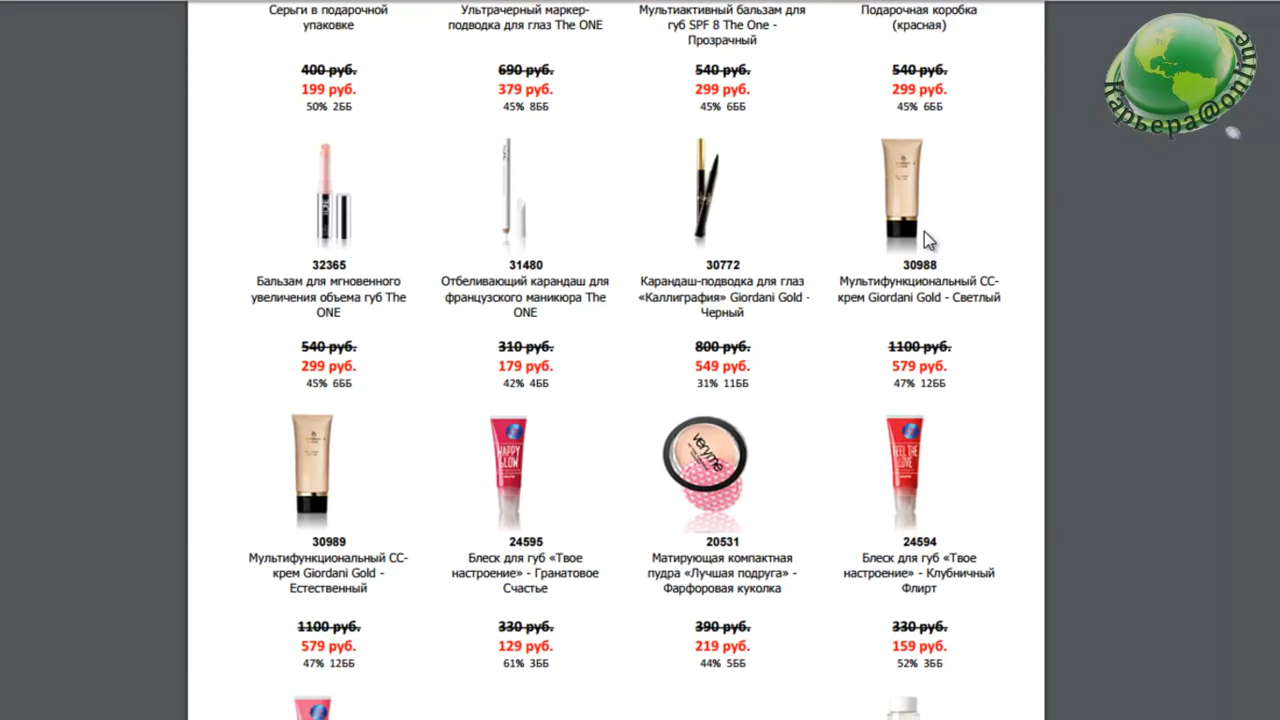 Серьги в подарочной
упаковке
400 руб.
199 руб.
50% 2ББ
Ультрачерный маркер-
подводка для глаз The ONE
690 руб.
379 руб.
45% 8ББ
Мультиактивный бальзам для
губ SPF 8 The One -
Прозрачный
540 руб.
299 руб.
45% 6ББ
Подарочная коробка
(красная)
540 руб.
299 руб.
45% 6ББ
Карьера@online
32365
Бальзам для мгновенного
увеличения объема губ The
ONE
540 руб.
299 руб.
45% 6ББ
31480
Отбеливающий карандаш для
французского маникюра The
ONE
310 руб.
179 руб.
42% 4ББ
30772
Карандаш-подводка для глаз
«Каллиграфия» Giordani Gold -
Черный
800 руб.
549 руб.
31% 11ББ
30988
Мультифункциональный СС-
крем Giordani Gold - Светлый
1100 руб.
579 руб.
47% 12ББ
30989
Мультифункциональный СС-
крем Giordani Gold -
Естественный
1100 руб.
579 руб.
47% 12ББ
HAPPY
GLOW
24595
Блеск для губ «Твое
настроение» - Гранатовое
Счастье
330 руб.
129 руб.
61% 3ББ
veryme
20531
Матирующая компактная
пудра «Лучшая подруга» -
Фарфоровая куколка
390 руб.
219 руб.
44% 5ББ
FEEL THE
LOVE
24594
Блеск для губ «Твое
настроение» - Клубничный
Флирт
330 руб.
159 руб.
52% 3ББ